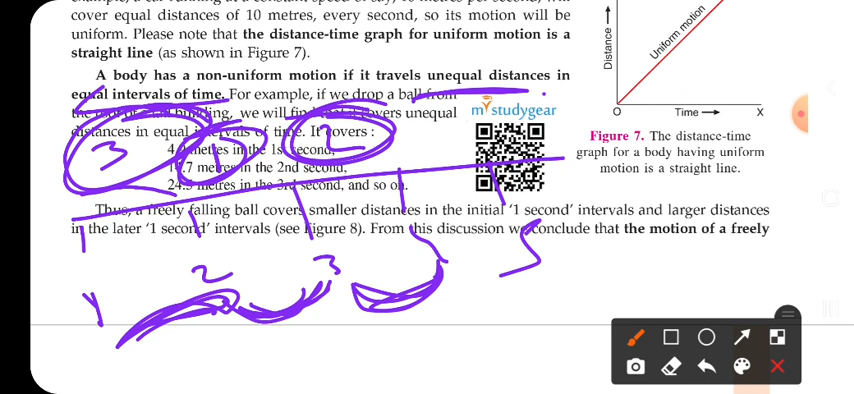 cover equal distances of 10 metres, every second, so its motion will be
uniform. Please note that the distance-time graph for uniform motion is a
straight line (as shown in Figure 7).
A body has a non-uniform motion if it travels unequal distances in
equal intervals of time. For example, if we drop a ball from
building, we will find covers unequal
distances in equal intervals of time. It covers :
metres in the 1st second,
metres in the 2nd second,
metres in the 3rd second, and so on.
Thus, a freely falling ball covers smaller distances in the initial '1 second' intervals and larger distances
in the later '1 second' intervals (see Figure 8). From this discussion we conclude that the motion of a freely
3
1
2
2
3
5
my studygear
Distance
Uniform motion
O
Time
X
Figure 7. The distance-time
graph for a body having uniform
motion is a straight line.